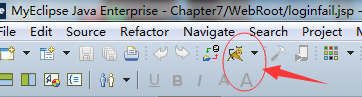 MyEclipse Java Enterprise - Chapter7/WebRoot/loginfail.jsp -
File Edit Source Refactor Navigate Search Project
U B I A A